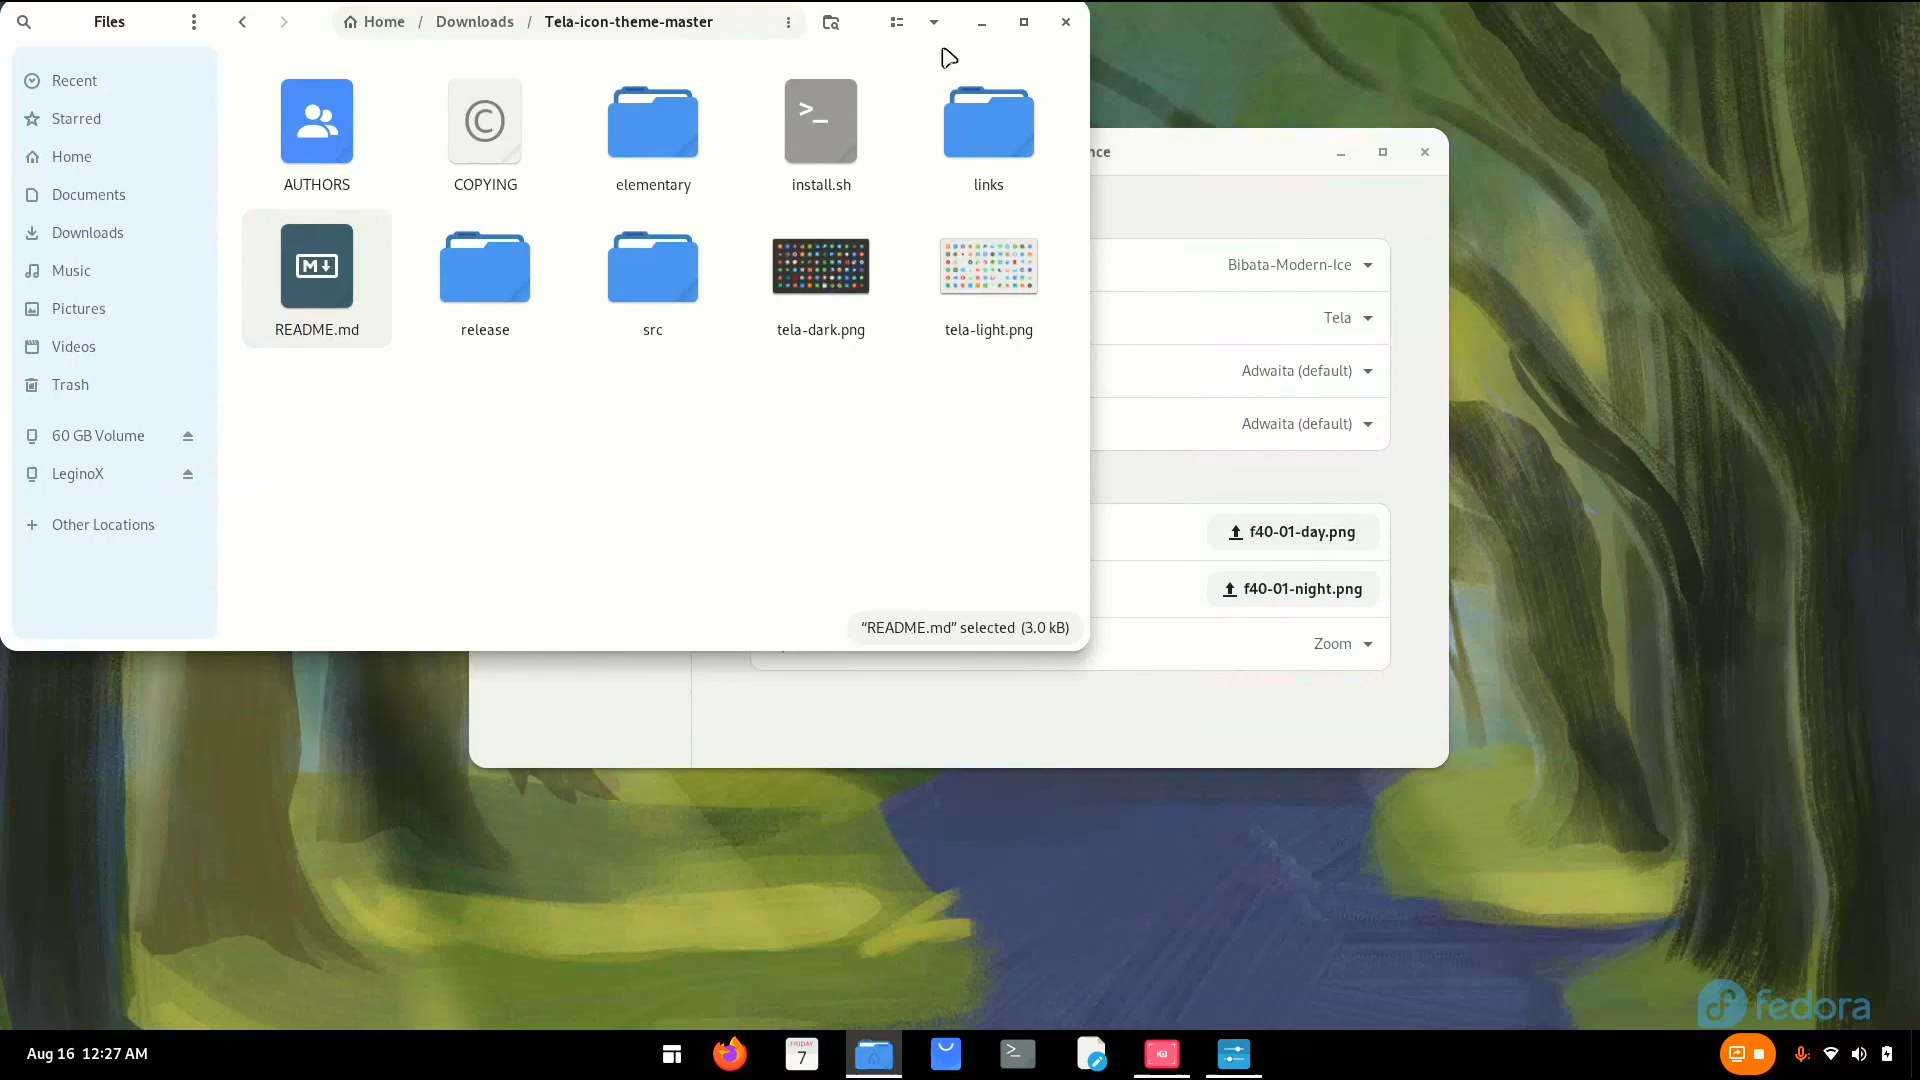 Files
Home / Downloads / Tela-icon-theme-master
Recent
Starred
Home
Documents
Downloads
Music
Pictures
Videos
Trash
60 GB Volume
LeginoX
Other Locations
AUTHORS
COPYING
elementary
install.sh
links
README.md
release
src
tela-dark.png
tela-light.png
“README.md” selected (3.0 kB)
nce
Bibata-Modern-Ice
Tela
Adwaita (default)
Adwaita (default)
f40-01-day.png
f40-01-night.png
Zoom
fedora
Aug 16 12:27 AM
FRIDAY
7